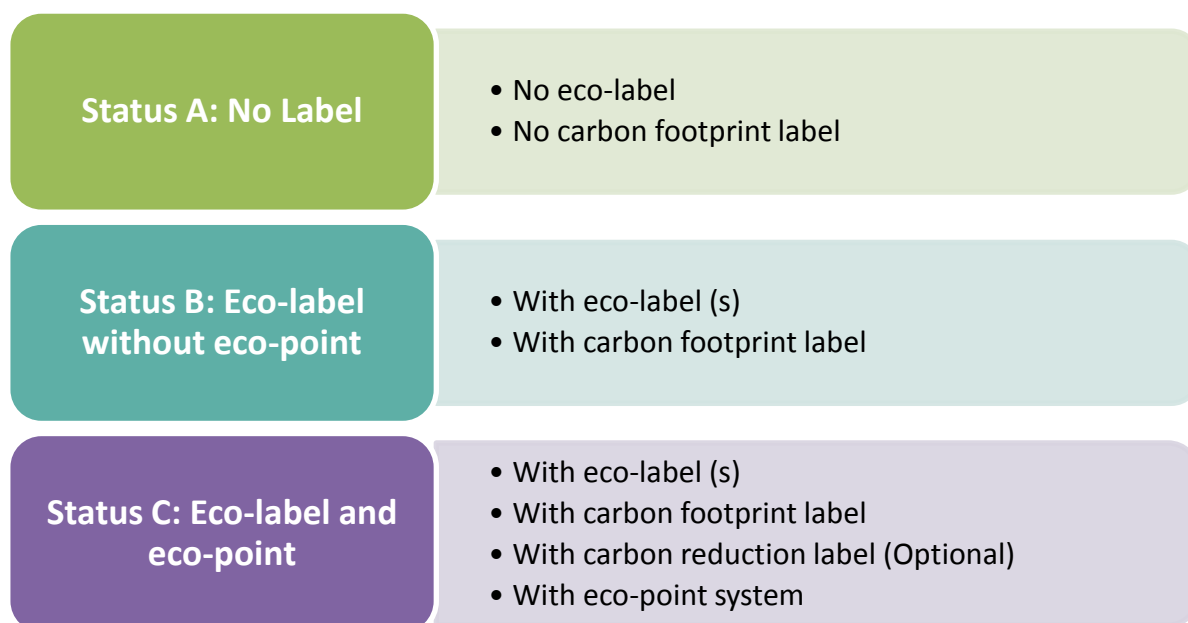 Status A: No Label
• No eco-label
• No carbon footprint label
Status B: Eco-label
without eco-point
• With eco-label (s)
• With carbon footprint label
Status C: Eco-label and
eco-point
• With eco-label (s)
• With carbon footprint label
• With carbon reduction label (Optional)
• With eco-point system